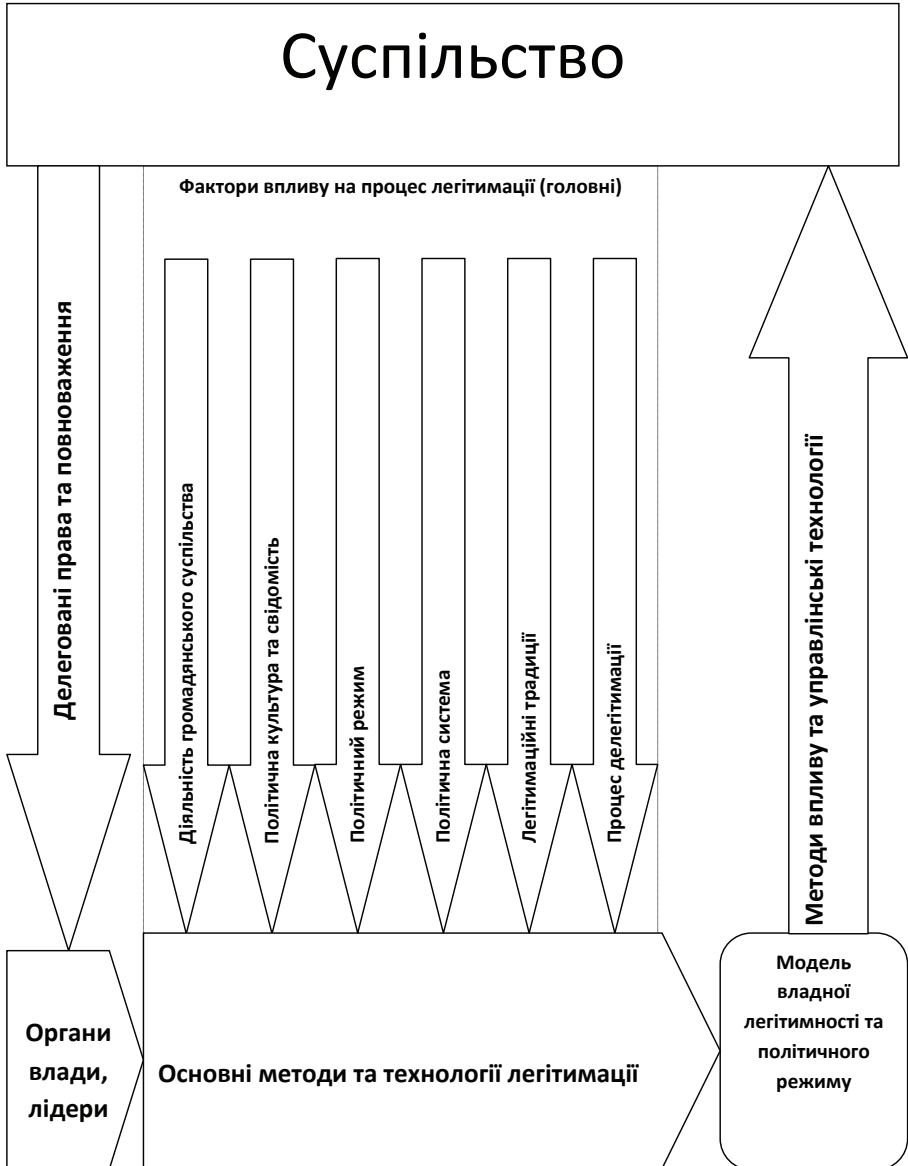 Суспільство
Фактори впливу на процес легітимації (головні)
Делеговані права та повноваження
Діяльність громадянського суспільства
Політична культура та свідомість
Політичний режим
Політична система
Легітимаційні традиції
Процес делегітимації
Методи впливу та управлінські технології
Органи
влади,
лідери
Основні методи та технології легітимації
Модель
владної
легітимності та
політичного
режиму